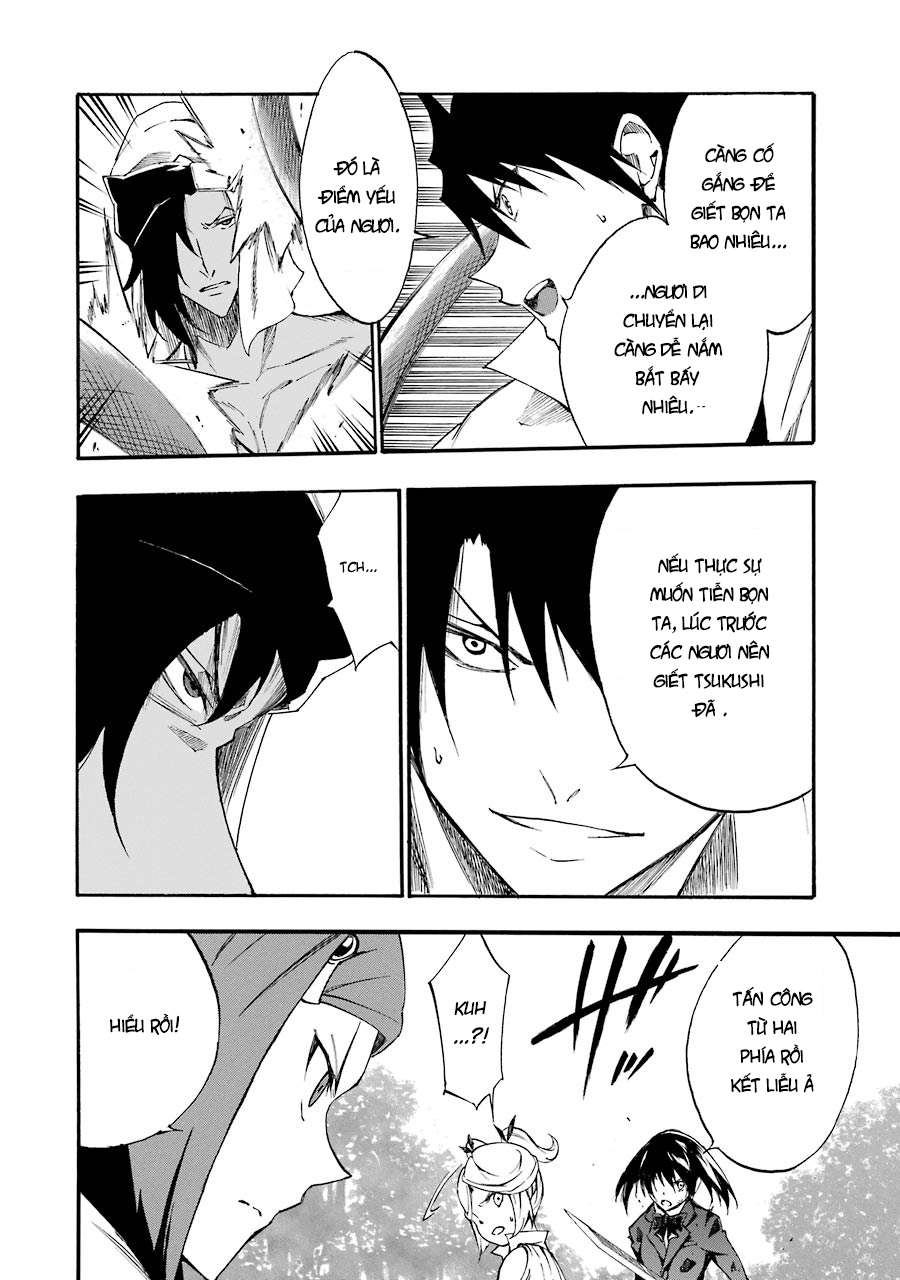 CÀNG CỐ
GẮNG ĐỂ
GIẾT BỌN TA
BAO NHIÊU...
...NGƯƠI DI
CHUYỂN LẠI
CÀNG DỄ NẮM
BẮT BẤY
NHIÊU...
ĐÓ LÀ
ĐIỂM YẾU
CỦA NGƯƠI.
NẾU THỰC SỰ
MUỐN TIỄN BỌN
TA, LÚC TRƯỚC
CÁC NGƯƠI NÊN
GIẾT TSUKUSHI
ĐÃ.
TCH...
TẤN CÔNG
TỪ HAI
PHÍA RỒI
KẾT LIỄU Ả
KUH
...?!
HIỂU RỒI!